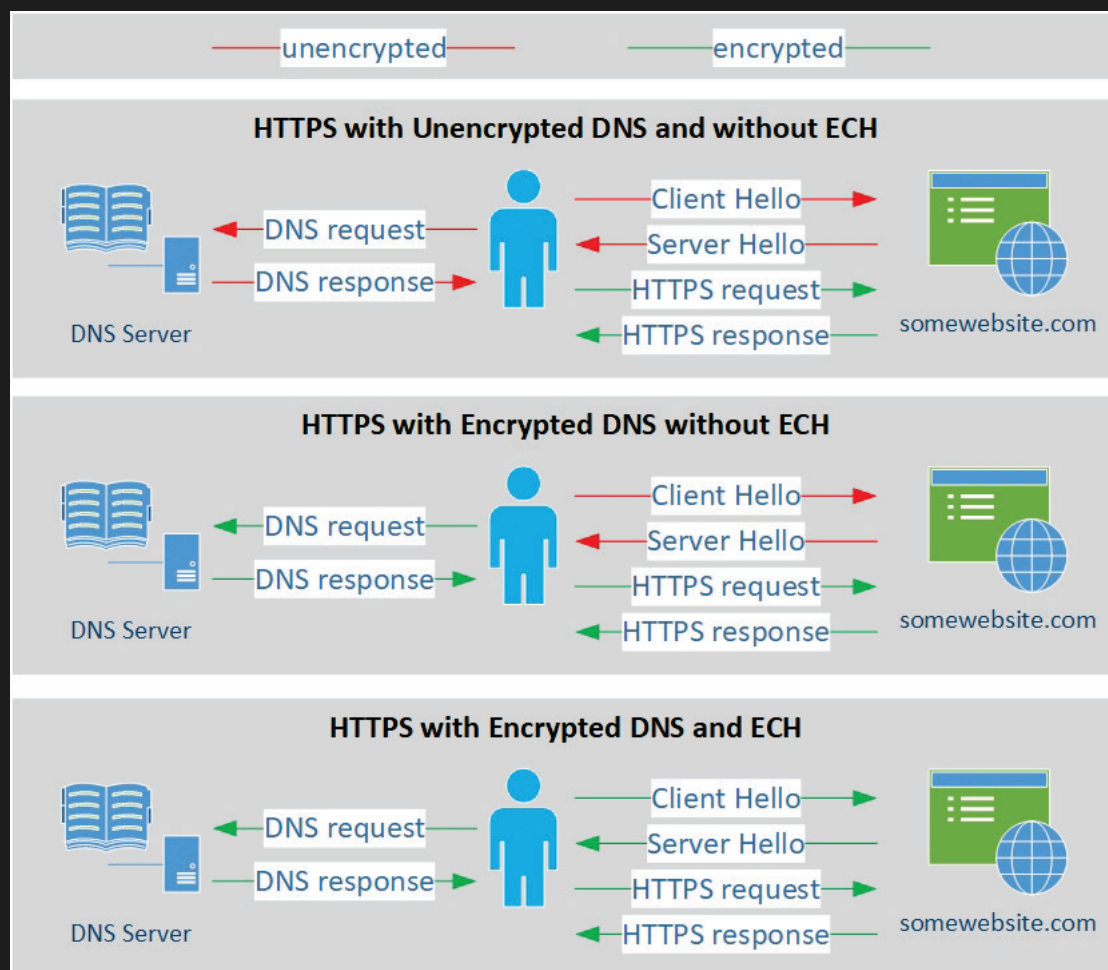 unencrypted
encrypted
HTTPS with Unencrypted DNS and without ECH
DNS request
DNS response
DNS Server
Client Hello
Server Hello
HTTPS request
HTTPS response
somewebsite.com
HTTPS with Encrypted DNS without ECH
DNS request
DNS response
DNS Server
Client Hello
Server Hello
HTTPS request
HTTPS response
somewebsite.com
HTTPS with Encrypted DNS and ECH
DNS request
DNS response
DNS Server
Client Hello
Server Hello
HTTPS request
HTTPS response
somewebsite.com